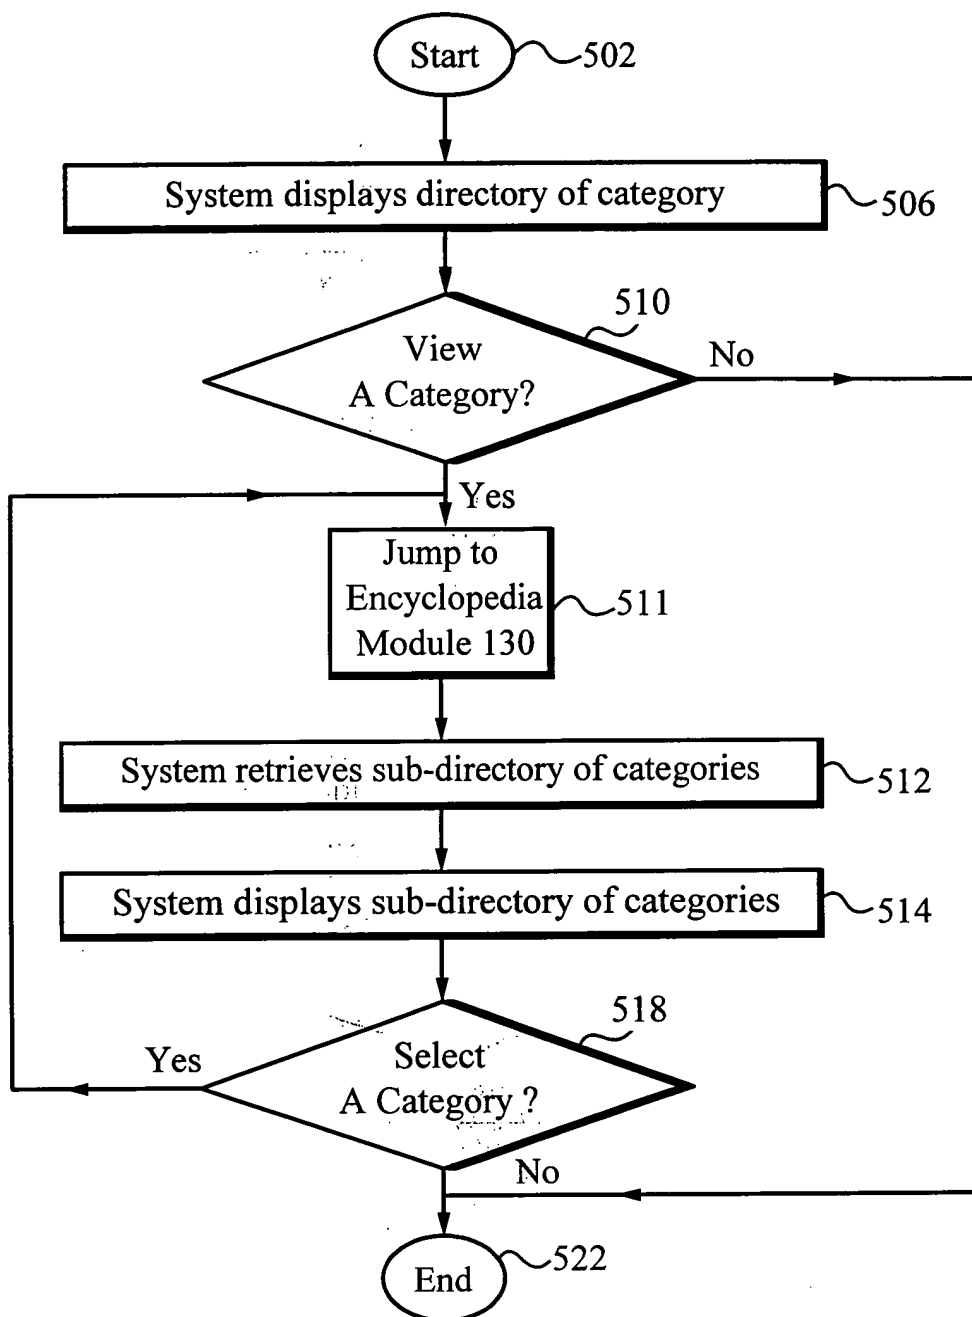 Start
502
System displays directory of category
506
510
View
A Category?
No
Yes
Jump to
Encyclopedia
Module 130
511
System retrieves sub-directory of categories
512
System displays sub-directory of categories
514
518
Yes
Select
A Category ?
No
End
522